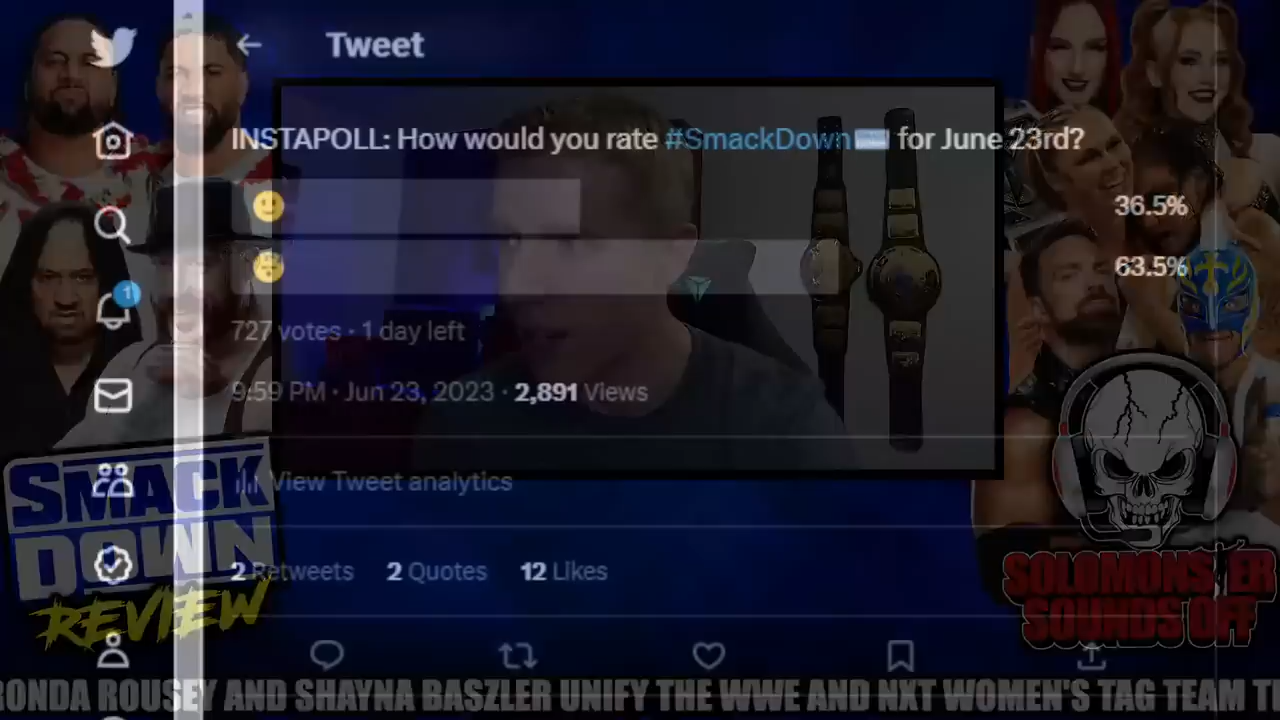 Tweet
INSTAPOLL: How would you rate #SmackDown for June 23rd?
36.5%
63.5%
1
727 votes · 1 day left
9:59 PM · Jun 23, 2023 · 2,891 Views
View Tweet analytics
2 Retweets 2 Quotes 12 Likes
SMACK
DOWN
REVIEW
SOLOMONSTER
SOUNDS OFF
RONDA ROUSEY AND SHAYNA BASZLER UNIFY THE WWE AND NXT WOMEN'S TAG TEAM